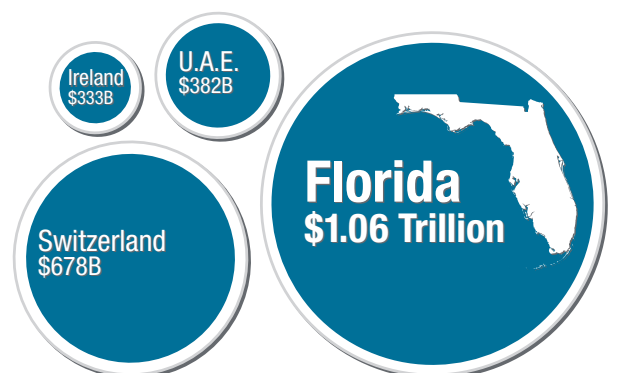 Ireland
$333B
U.A.E.
$382B
Florida
$1.06 Trillion
Switzerland
$678B